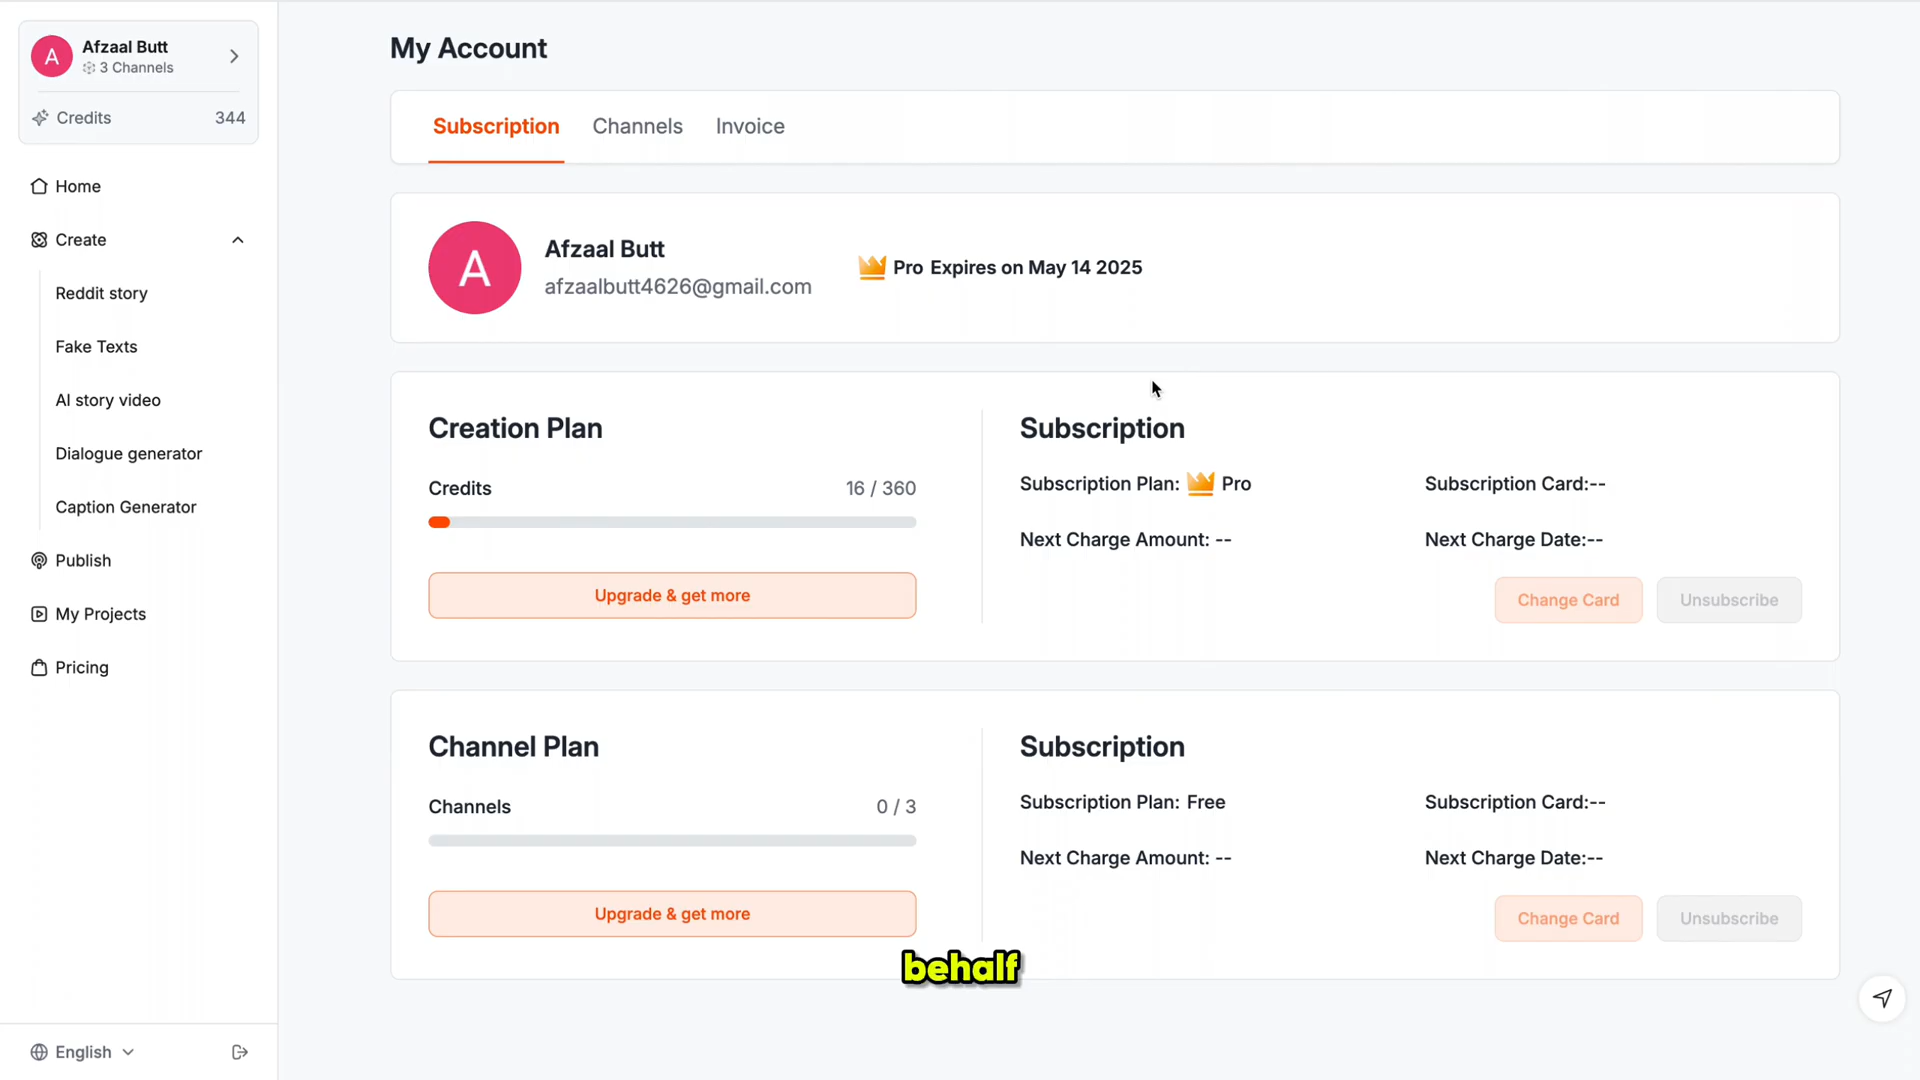 A
Afzaal Butt
3 Channels
Credits 344
Home
Create
Reddit story
Fake Texts
AI story video
Dialogue generator
Caption Generator
Publish
My Projects
Pricing
English
My Account
Subscription Channels Invoice
A
Afzaal Butt
afzaalbutt4626@gmail.com
Pro Expires on May 14 2025
Creation Plan
Credits 16 / 360
Upgrade & get more
Subscription
Subscription Plan: Pro
Subscription Card:--
Next Charge Amount: --
Next Charge Date:--
Change Card
Unsubscribe
Channel Plan
Channels 0 / 3
Upgrade & get more
Subscription
Subscription Plan: Free
Subscription Card:--
Next Charge Amount: --
Next Charge Date:--
Change Card
Unsubscribe
behalf